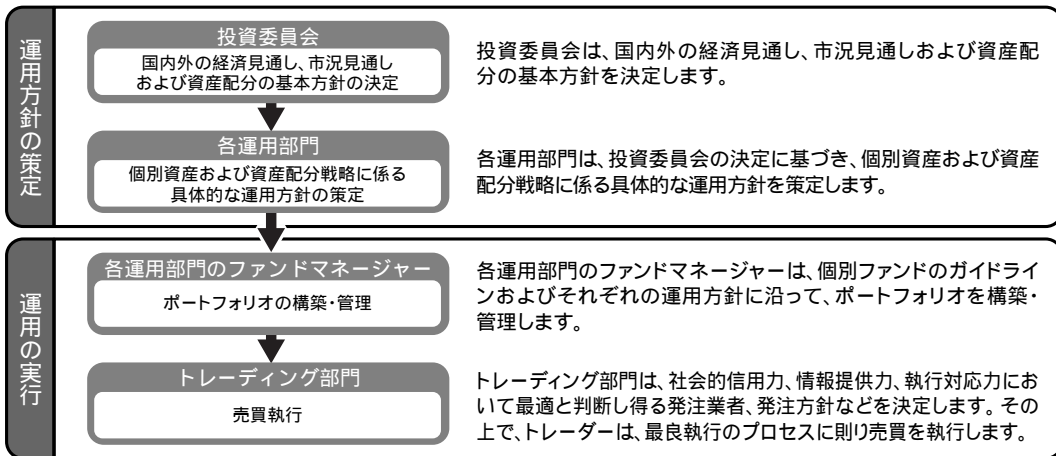 運用方針の策定
投資委員会
国内外の経済見通し、市況見通し
および資産配分の基本方針の決定
投資委員会は、国内外の経済見通し、市況見通しおよび資産配
分の基本方針を決定します。
各運用部門
個別資産および資産配分戦略に係る
具体的な運用方針の策定
各運用部門は、投資委員会の決定に基づき、個別資産および資産
配分戦略に係る具体的な運用方針を策定します。
運用の実行
各運用部門のファンドマネージャー
ポートフォリオの構築・管理
各運用部門のファンドマネージャーは、個別ファンドのガイドライ
ンおよびそれぞれの運用方針に沿って、ポートフォリオを構築・
管理します。
トレーディング部門
売買執行
トレーディング部門は、社会的信用力、情報提供力、執行対応力にお
いて最適と判断し得る発注業者、発注方針などを決定します。その
上で、トレーダーは、最良執行のプロセスに則り売買を執行します。